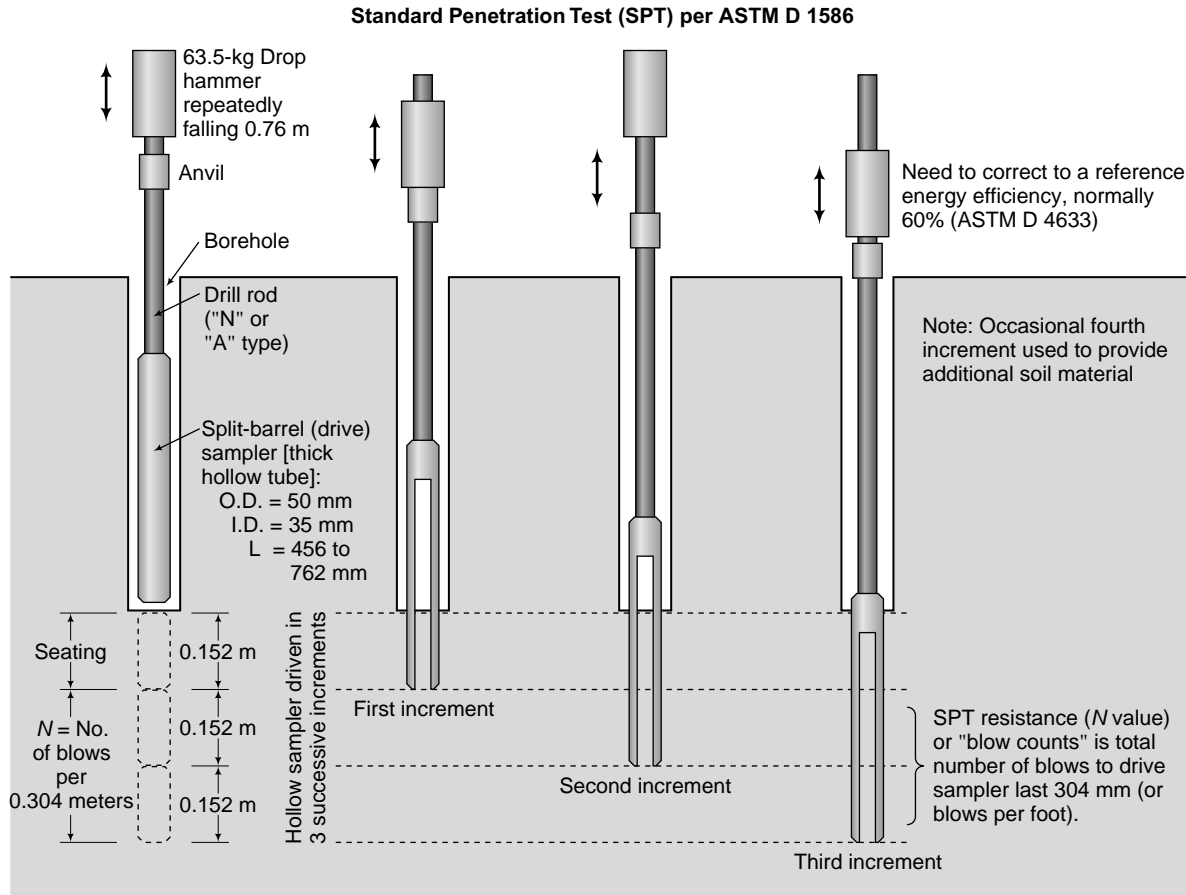 Standard Penetration Test (SPT) per ASTM D 1586
63.5-kg Drop
hammer
repeatedly
falling 0.76 m
Anvil
Borehole
Drill rod
("N" or
"A" type)
Split-barrel (drive)
sampler [thick
hollow tube]:
O.D. = 50 mm
I.D. = 35 mm
L = 456 to
762 mm
Need to correct to a reference
energy efficiency, normally
60% (ASTM D 4633)
Note: Occasional fourth
increment used to provide
additional soil material
Seating
0.152 m
N = No.
of blows
per
0.304 meters
0.152 m
0.152 m
Hollow sampler driven in
3 successive increments
First increment
Second increment
Third increment
SPT resistance (N value)
or "blow counts" is total
number of blows to drive
sampler last 304 mm (or
blows per foot).